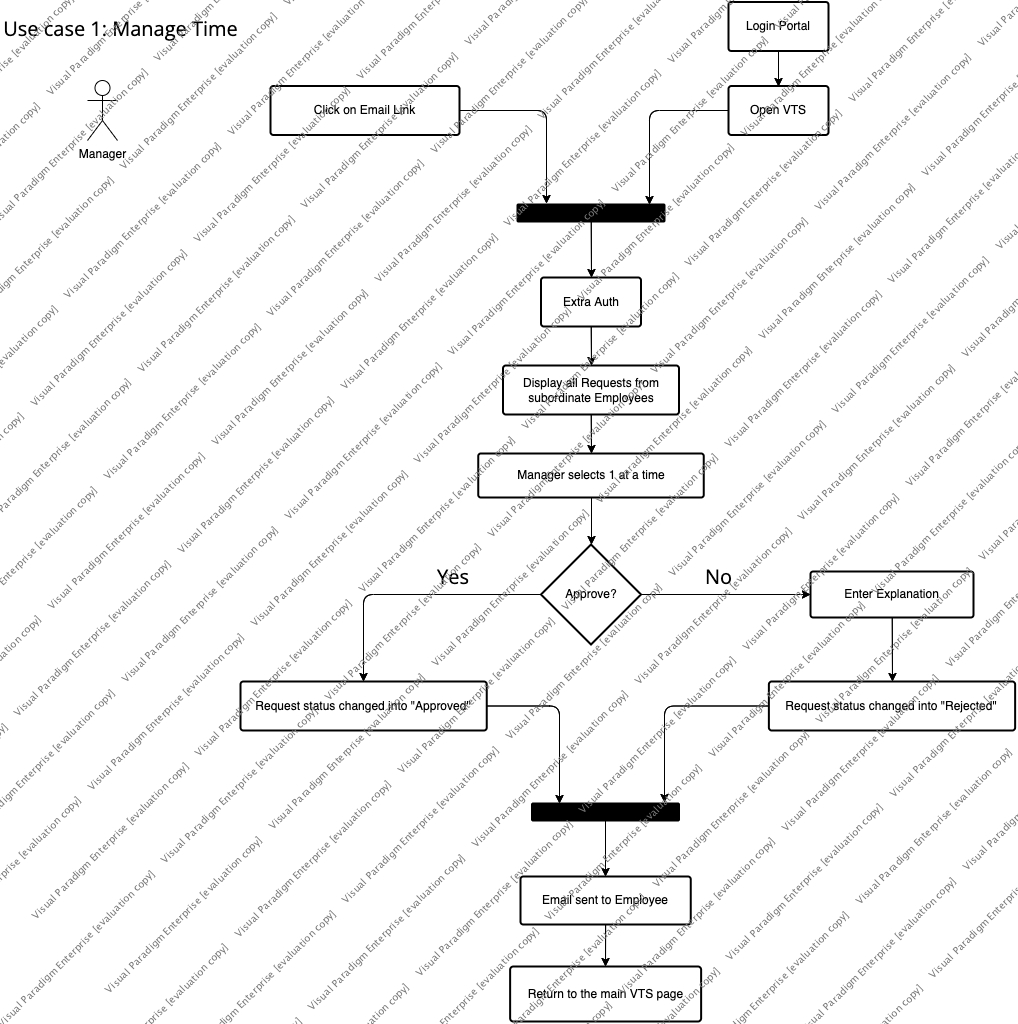 Use case 1: Manage Time
Login Portal
Manager
Click on Email Link
Open VTS
Extra Auth
Display all Requests from
subordinate Employees
Manager selects 1 at a time
Yes
Approve?
No
Enter Explanation
Request status changed into "Approved"
Request status changed into "Rejected"
Email sent to Employee
Return to the main VTS page
Visual Paradigm Enterprise [evaluation copy]